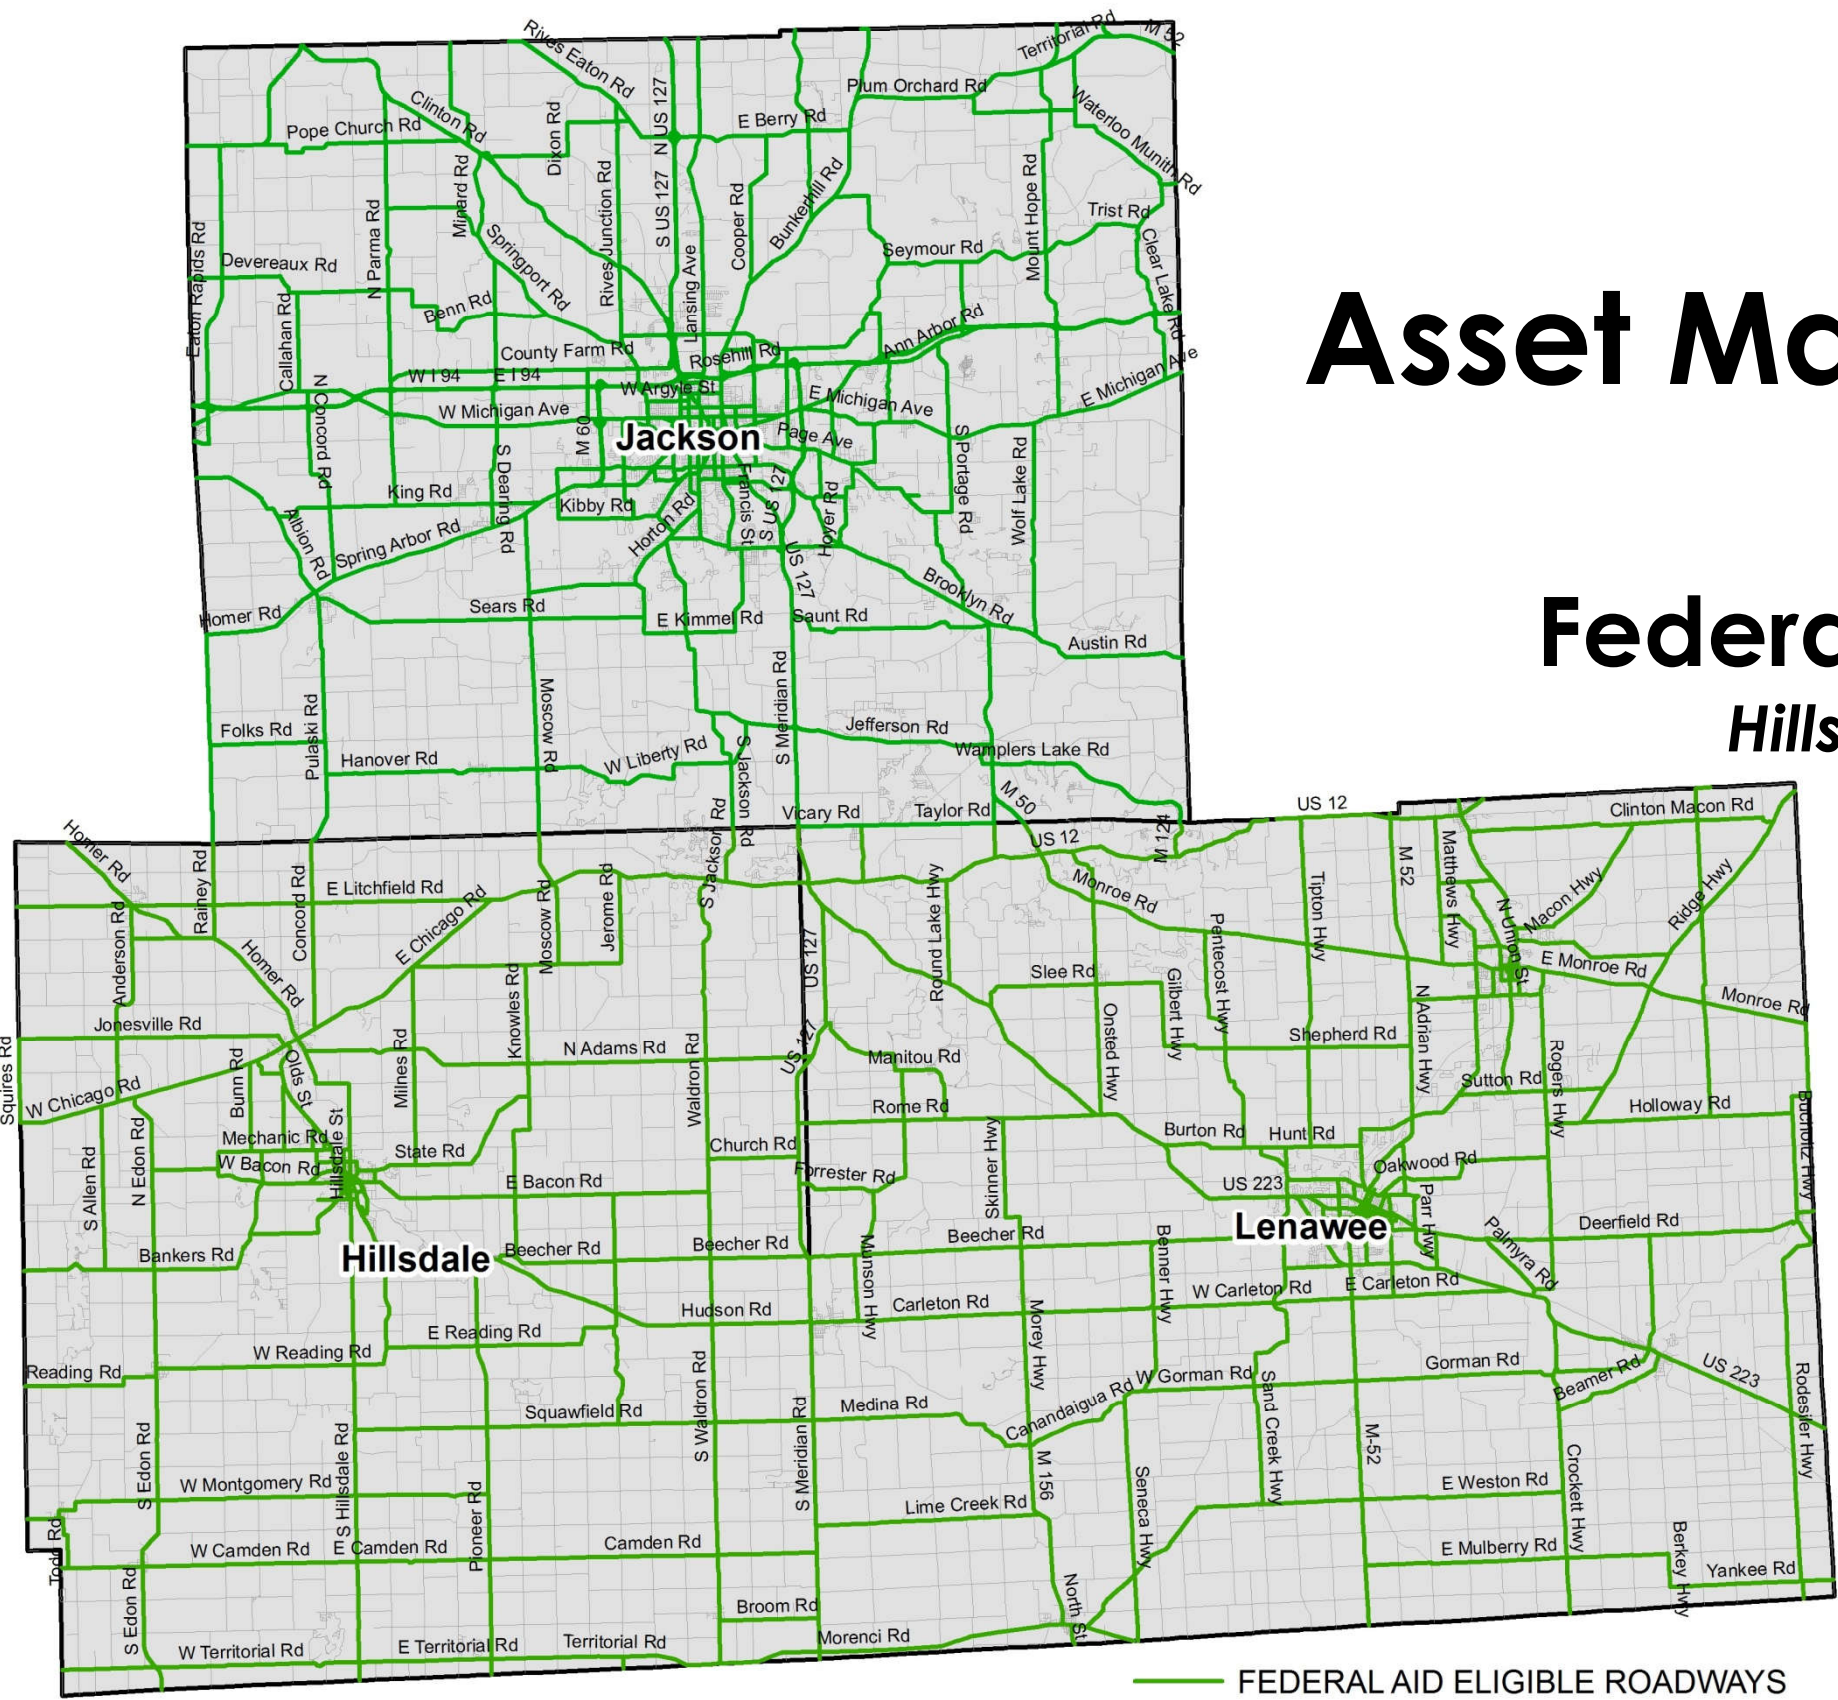 Rives Eaton Rd
Territorial Rd
M 52
Plum Orchard Rd
Clinton Rd
Pope Church Rd
Dixon Rd
N US 127
E Berry Rd
Waterloo Munith Rd
Minard Rd
Rives Junction Rd
S US 127
Cooper Rd
Bunkerhill Rd
Mount Hope Rd
Trist Rd
Eaton Rapids Rd
N Parma Rd
Springport Rd
Lansing Ave
Seymour Rd
Clear Lake Rd
Devereaux Rd
Callahan Rd
Benn Rd
Ann Arbor Rd
County Farm Rd
Rosehill Rd
W I 94
E I 94
W Argyle St
E Michigan Ave
E Michigan Ave
N Concord Rd
W Michigan Ave
M 60
Jackson
Page Ave
S Dearing Rd
S Portage Rd
Wolf Lake Rd
King Rd
Kibby Rd
Francis St
S US 127
Hoyer Rd
Albion Rd
Spring Arbor Rd
Horton Rd
US 127
Brooklyn Rd
Homer Rd
Sears Rd
E Kimmel Rd
Saunt Rd
Austin Rd
Asset Ma
Federa
Hills
Folks Rd
Pulaski Rd
Hanover Rd
Moscow Rd
W Liberty Rd
S Jackson Rd
S Meridian Rd
Jefferson Rd
Wamplers Lake Rd
M 50
Vicary Rd
Taylor Rd
US 12
US 12
M 124
Clinton Macon Rd
Homer Rd
Rainey Rd
Concord Rd
E Litchfield Rd
E Chicago Rd
Moscow Rd
Jerome Rd
S Jackson Rd
Round Lake Hwy
Monroe Rd
Tipton Hwy
M 52
Matthews Hwy
N Union St
Macon Hwy
Ridge Hwy
Anderson Rd
Homer Rd
Knowles Rd
US 127
Slee Rd
Gilbert Hwy
Pentecost Hwy
E Monroe Rd
Monroe Rd
Squires Rd
Jonesville Rd
Olds St
Milnes Rd
N Adams Rd
Waldron Rd
US 127
Manitou Rd
Onsted Hwy
Shepherd Rd
N Adrian Hwy
Rogers Hwy
Sutton Rd
W Chicago Rd
Bunn Rd
Rome Rd
Holloway Rd
Bucholtz Hwy
S Allen Rd
N Edon Rd
Mechanic Rd
W Bacon Rd
Hillsdale St
State Rd
Church Rd
Forrester Rd
Skinner Hwy
Burton Rd
Hunt Rd
Oakwood Rd
E Bacon Rd
US 223
Lenawee
Parr Hwy
Palmyra Rd
Deerfield Rd
Bankers Rd
Hillsdale
Beecher Rd
Beecher Rd
Beecher Rd
Munson Hwy
Benner Hwy
W Carleton Rd
E Carleton Rd
Hudson Rd
Carleton Rd
Morey Hwy
E Reading Rd
W Reading Rd
Reading Rd
W Gorman Rd
Gorman Rd
Beamer Rd
US 223
Rodesiler Hwy
Squawfield Rd
S Waldron Rd
S Meridian Rd
Medina Rd
Canandaigua Rd
Sand Creek Hwy
M-52
S Edon Rd
W Montgomery Rd
S Hillsdale Rd
Pioneer Rd
Lime Creek Rd
M 156
Seneca Hwy
E Weston Rd
Crockett Hwy
Todd Rd
W Camden Rd
E Camden Rd
Camden Rd
E Mulberry Rd
Berkey Hwy
Yankee Rd
S Edon Rd
Broom Rd
North St
W Territorial Rd
E Territorial Rd
Territorial Rd
Morenci Rd
FEDERAL AID ELIGIBLE ROADWAYS